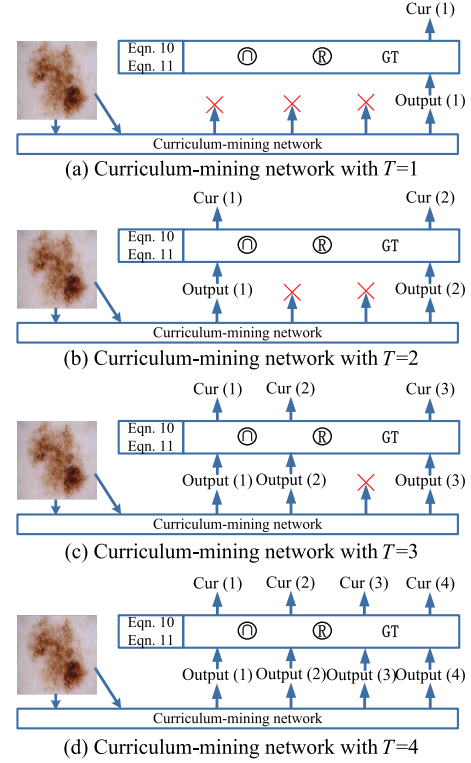 Cur (1)
Eqn. 10
Eqn. 11
∩ R GT
Output (1)
Curriculum-mining network
(a) Curriculum-mining network with T=1
Cur (1) Cur (2)
Eqn. 10
Eqn. 11
∩ R GT
Output (1) Output (2)
Curriculum-mining network
(b) Curriculum-mining network with T=2
Cur (1) Cur (2) Cur (3)
Eqn. 10
Eqn. 11
∩ R GT
Output (1) Output (2) Output (3)
Curriculum-mining network
(c) Curriculum-mining network with T=3
Cur (1) Cur (2) Cur (3) Cur (4)
Eqn. 10
Eqn. 11
∩ R GT
Output (1) Output (2) Output (3) Output (4)
Curriculum-mining network
(d) Curriculum-mining network with T=4